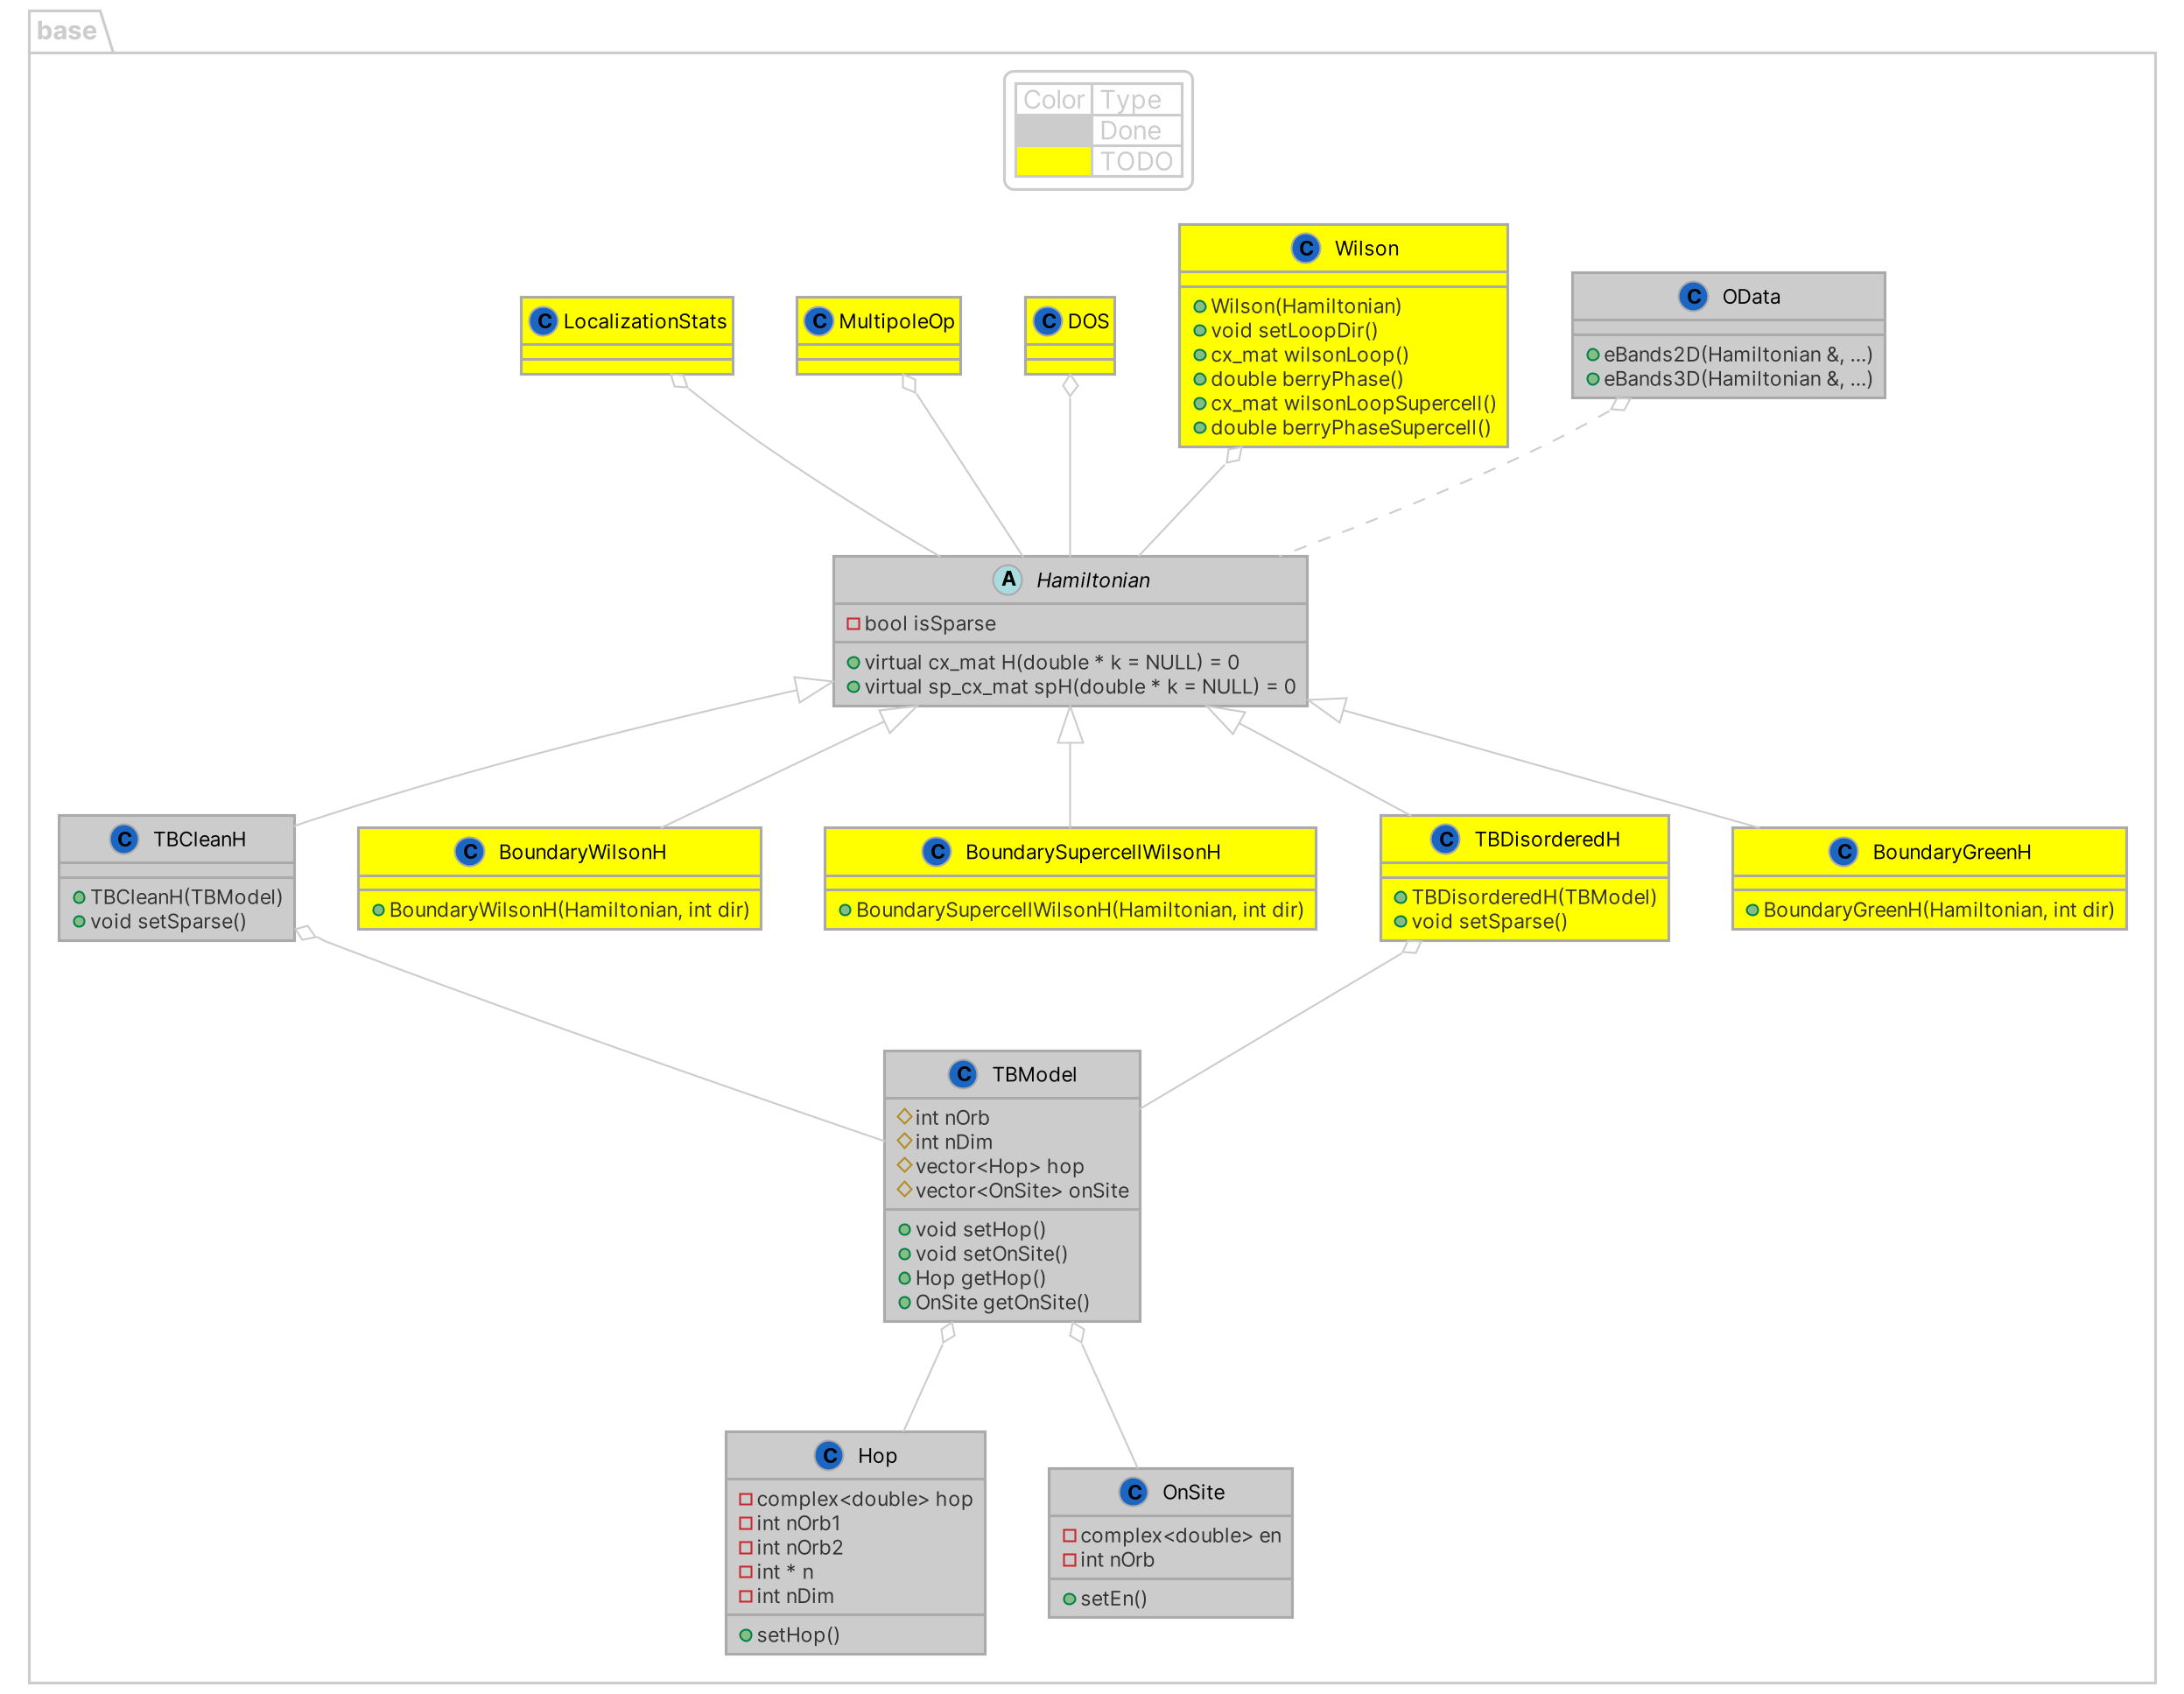 base
Color Type
Done
TODO
C Wilson
Wilson(Hamiltonian)
void setLoopDir()
cx_mat wilsonLoop()
double berryPhase()
cx_mat wilsonLoopSupercell()
double berryPhaseSupercell()
C OData
eBands2D(Hamiltonian &, ...)
eBands3D(Hamiltonian &, ...)
C LocalizationStats
C MultipoleOp
C DOS
A Hamiltonian
bool isSparse
virtual cx_mat H(double * k = NULL) = 0
virtual sp_cx_mat spH(double * k = NULL) = 0
C TBCleanH
TBCleanH(TBModel)
void setSparse()
C BoundaryWilsonH
BoundaryWilsonH(Hamiltonian, int dir)
C BoundarySupercellWilsonH
BoundarySupercellWilsonH(Hamiltonian, int dir)
C TBDisorderedH
TBDisorderedH(TBModel)
void setSparse()
C BoundaryGreenH
BoundaryGreenH(Hamiltonian, int dir)
C TBModel
int nOrb
int nDim
vector<Hop> hop
vector<OnSite> onSite
void setHop()
void setOnSite()
Hop getHop()
OnSite getOnSite()
C Hop
complex<double> hop
int nOrb1
int nOrb2
int * n
int nDim
setHop()
C OnSite
complex<double> en
int nOrb
setEn()